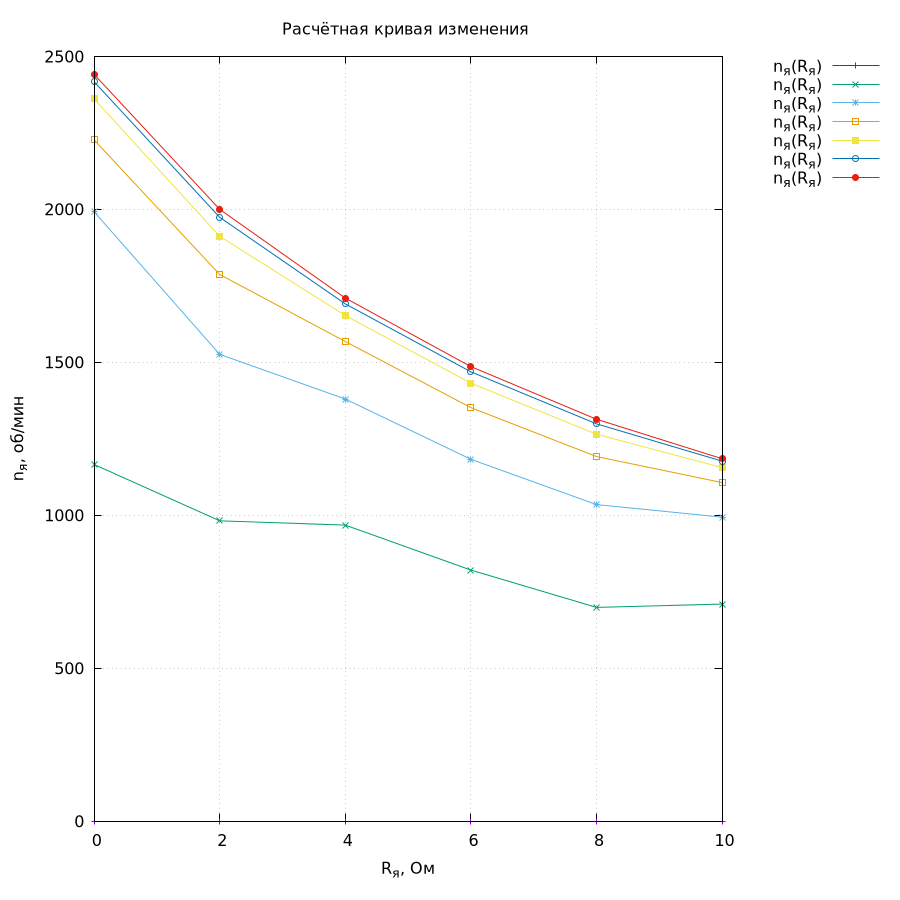 Расчётная кривая изменения
2500
2000
1500
1000
500
0
nя, об/мин
0 2 4 6 8 10
Rя, Ом
nя(Rя)
nя(Rя)
nя(Rя)
nя(Rя)
nя(Rя)
nя(Rя)
nя(Rя)